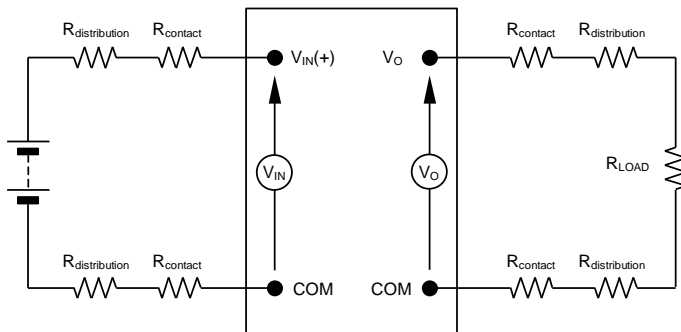 R_distribution R_contact V_IN(+) V_O R_contact R_distribution
V_IN V_O R_LOAD
R_distribution R_contact COM COM R_contact R_distribution